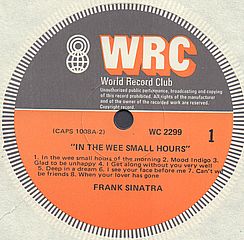 WRC
World Record Club
Unauthorised public performance, broadcasting and copying
of this record prohibited. All rights of the manufacturer
and of the owner of the recorded work are reserved.
Copyright record.
(CAPS 1008A-2)
WC 2299
1
"IN THE WEE SMALL HOURS"
1. In the wee small hours of the morning 2. Mood Indigo 3.
Glad to be unhappy 4. I get along without you very well
5. Deep in a dream 6. I see your face before me 7. Can't we
be friends 8. When your lover has gone
FRANK SINATRA